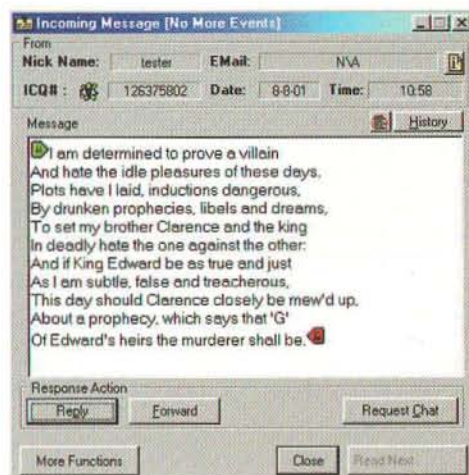 Incoming Message [No More Events]
From
Nick Name: tester EMail: N\A
ICQ# : 126375802 Date: 8-8-01 Time: 10:58
Message History
I am determined to prove a villain
And hate the idle pleasures of these days.
Plots have I laid, inductions dangerous,
By drunken prophecies, libels and dreams,
To set my brother Clarence and the king
In deadly hate the one against the other:
And if King Edward be as true and just
As I am subtle, false and treacherous,
This day should Clarence closely be mew'd up,
About a prophecy, which says that 'G'
Of Edward's heirs the murderer shall be.
Response Action
Reply Forward Request Chat
More Functions Close Read Next